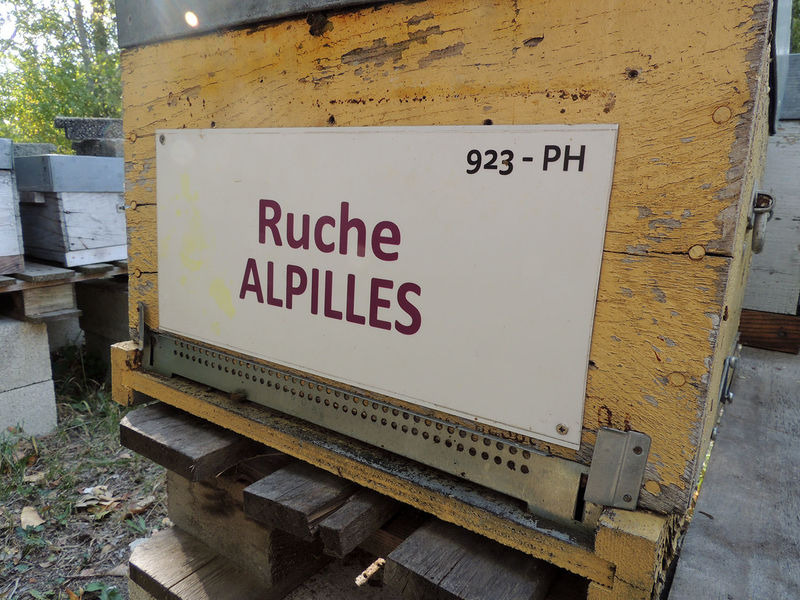 923 - PH
Ruche
ALPILLES